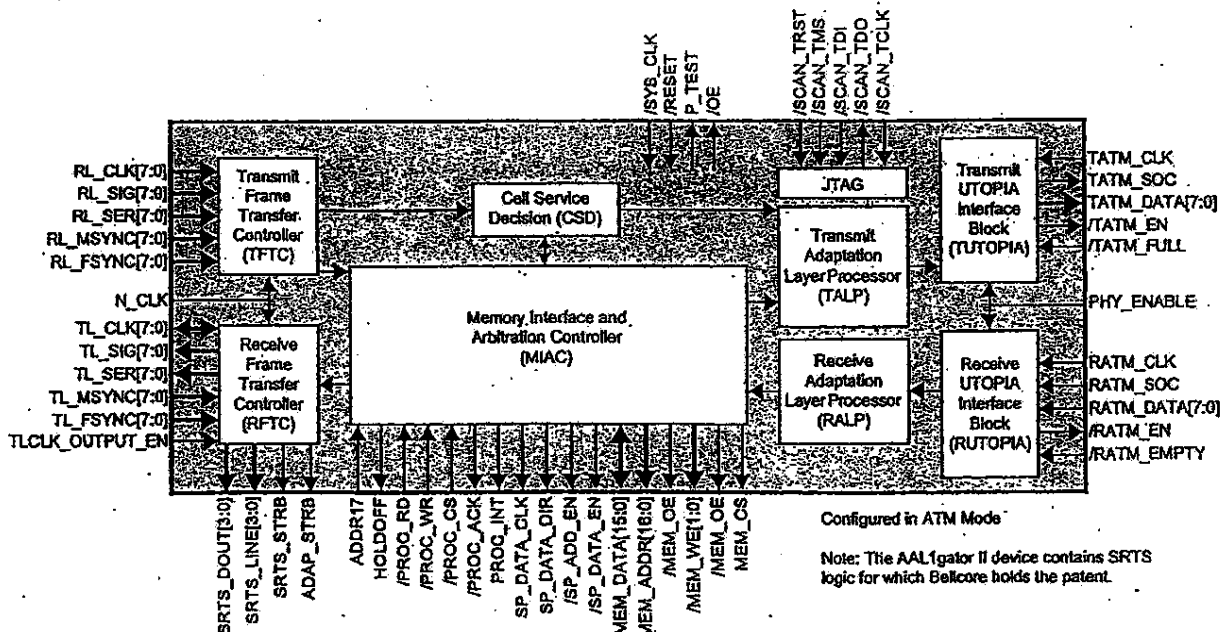 /SYS_CLK
/RESET
P_TEST
/OE
/SCAN_TRST
/SCAN_TMS
/SCAN_TDI
/SCAN_TDO
/SCAN_TCLK
RL_CLK[7:0]
RL_SIG[7:0]
RL_SER[7:0]
RL_MSYNC[7:0]
RL_FSYNC[7:0]
N_CLK
TL_CLK[7:0]
TL_SIG[7:0]
TL_SER[7:0]
TL_MSYNC[7:0]
TL_FSYNC[7:0]
TLCLK_OUTPUT_EN
Transmit
Frame
Transfer
Controller
(TFTC)
Receive
Frame
Transfer
Controller
(RFTC)
Cell Service
Decision (CSD)
Memory Interface and
Arbitration Controller
(MIAC)
JTAG
Transmit
Adaptation
Layer Processor
(TALP)
Receive
Adaptation
Layer Processor
(RALP)
Transmit
UTOPIA
Interface
Block
(TUTOPIA)
Receive
UTOPIA
Interface
Block
(RUTOPIA)
TATM_CLK
TATM_SOC
TATM_DATA[7:0]
/TATM_EN
/TATM_FULL
PHY_ENABLE
RATM_CLK
RATM_SOC
RATM_DATA[7:0]
/RATM_EN
/RATM_EMPTY
SRTS_DOUT[3:0]
SRTS_LINE[3:0]
SRTS_STRB
ADAP_STRB
ADDR17
HOLDOFF
/PROC_RD
/PROC_WR
/PROC_CS
/PROC_ACK
PROC_INT
SP_DATA_CLK
SP_DATA_DIR
/SP_ADD_EN
/SP_DATA_EN
MEM_DATA[15:0]
MEM_ADDR[16:0]
/MEM_OE
/MEM_WE[1:0]
/MEM_OE
MEM_CS
Configured in ATM Mode
Note: The AAL1gator II device contains SRTS
logic for which Bellcore holds the patent.